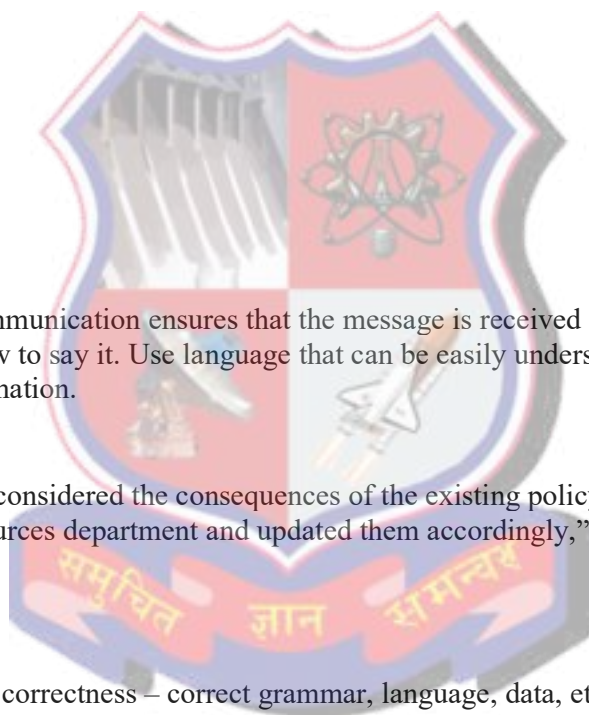 mmunication ensures that the message is received
to say it. Use language that can be easily unders
nation.
considered the consequences of the existing policy
urces department and updated them accordingly,”
समुचित ज्ञान समन्वय
correctness – correct grammar, language, data, et